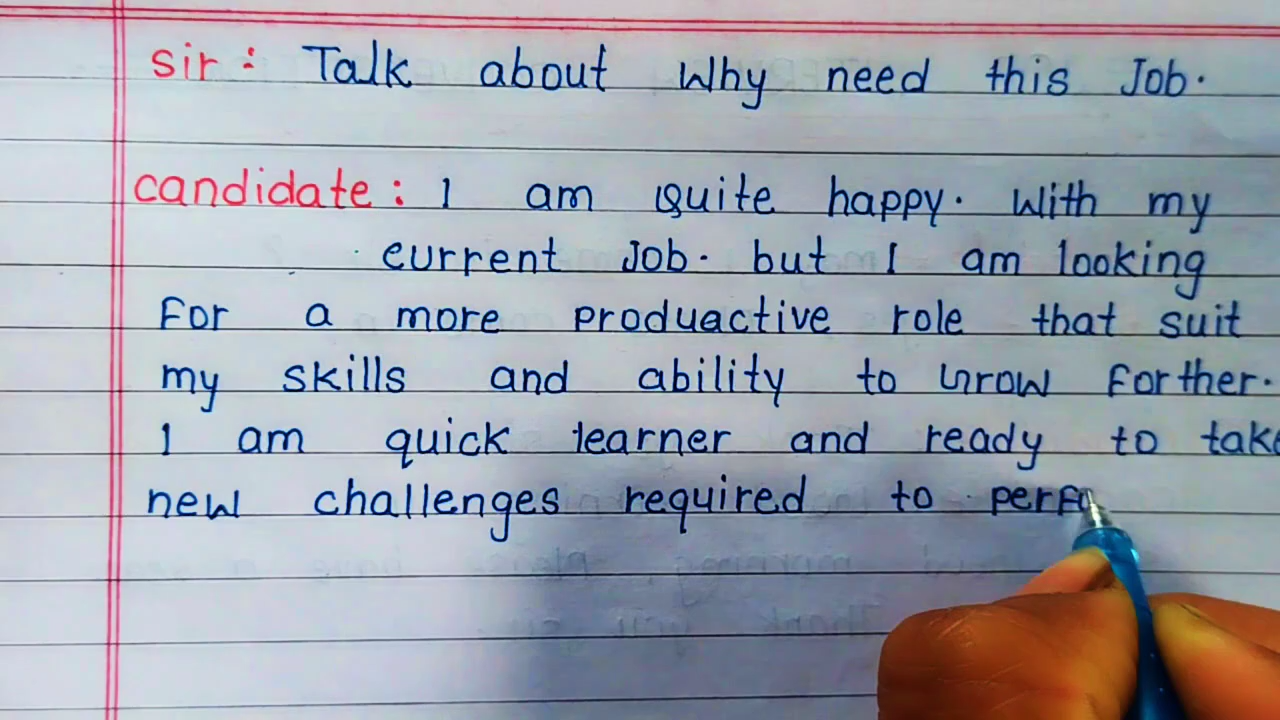 sir: Talk about Why need this Job.
candidate: I am Quite happy. With my
current Job. but I am looking
For a more produactive role that suit
my skills and ability to Grow Forther.
I am quick learner and ready to take
new challenges required to perfo